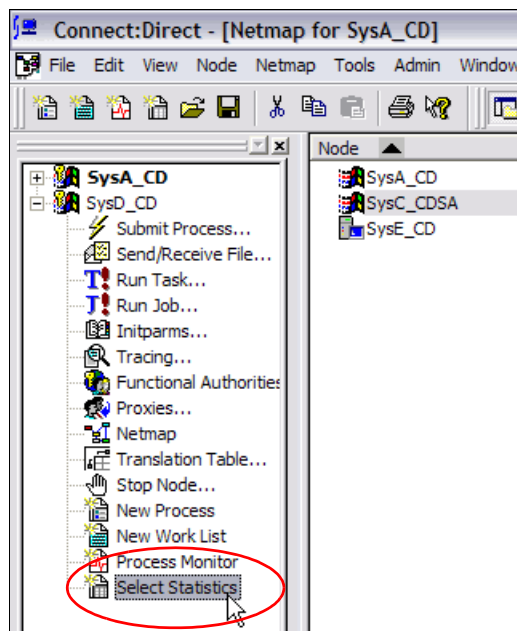 Connect:Direct - [Netmap for SysA_CD]
File Edit View Node Netmap Tools Admin Window
SysA_CD
SysD_CD
Submit Process...
Send/Receive File...
Run Task...
Run Job...
Initparms...
Tracing...
Functional Authorities
Proxies...
Netmap
Translation Table...
Stop Node...
New Process
New Work List
Process Monitor
Select Statistics
Node
SysA_CD
SysC_CDSA
SysE_CD